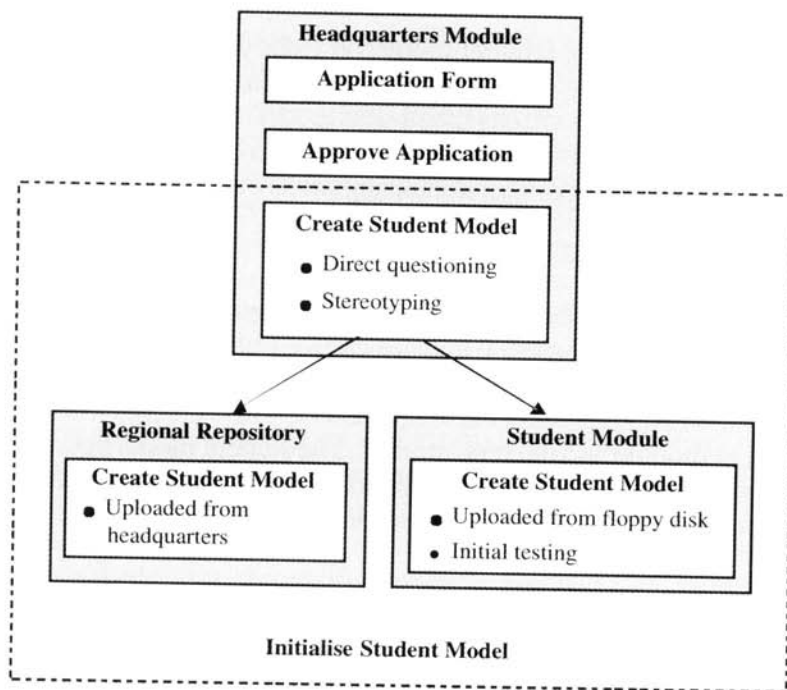 Headquarters Module
Application Form
Approve Application
Create Student Model
● Direct questioning
● Stereotyping
Regional Repository
Create Student Model
● Uploaded from
headquarters
Student Module
Create Student Model
● Uploaded from floppy disk
● Initial testing
Initialise Student Model